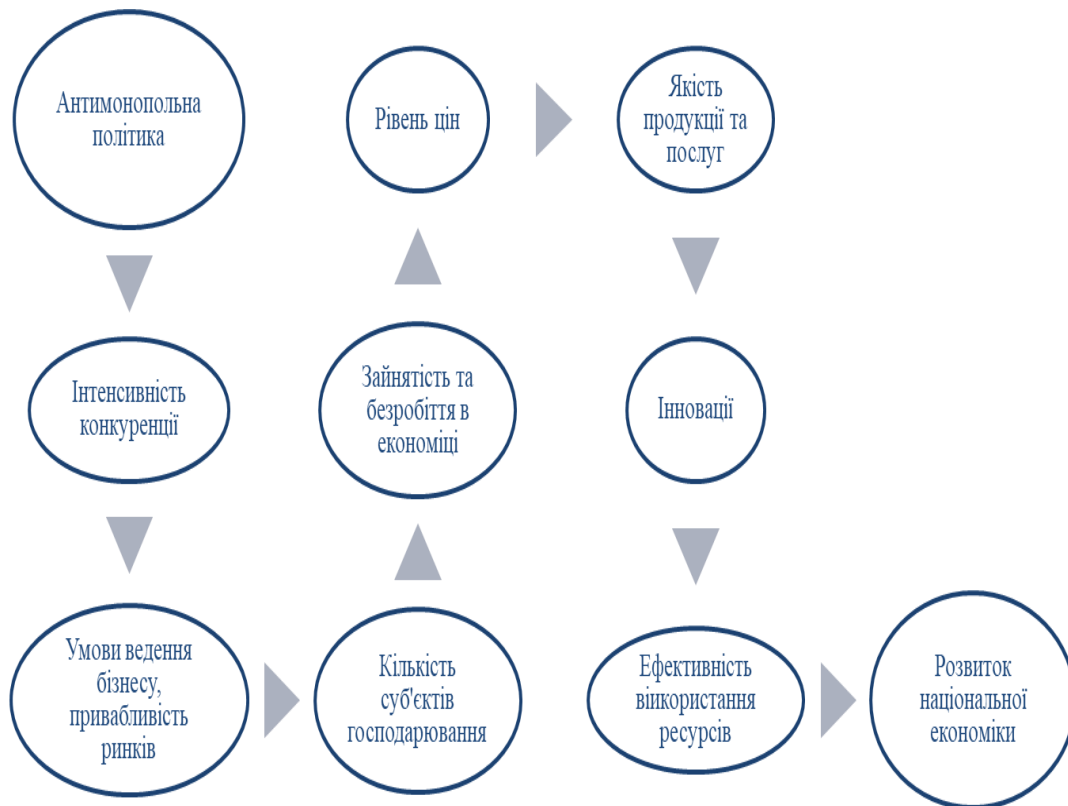 Антимонопольна
політика
Інтенсивність
конкуренції
Умови ведення
бізнесу,
привабливість
ринків
Кількість
суб'єктів
господарювання
Зайнятість та
безробіття в
економіці
Рівень цін
Якість
продукції та
послуг
Інновації
Ефективність
віикористання
ресурсів
Розвиток
національної
економіки